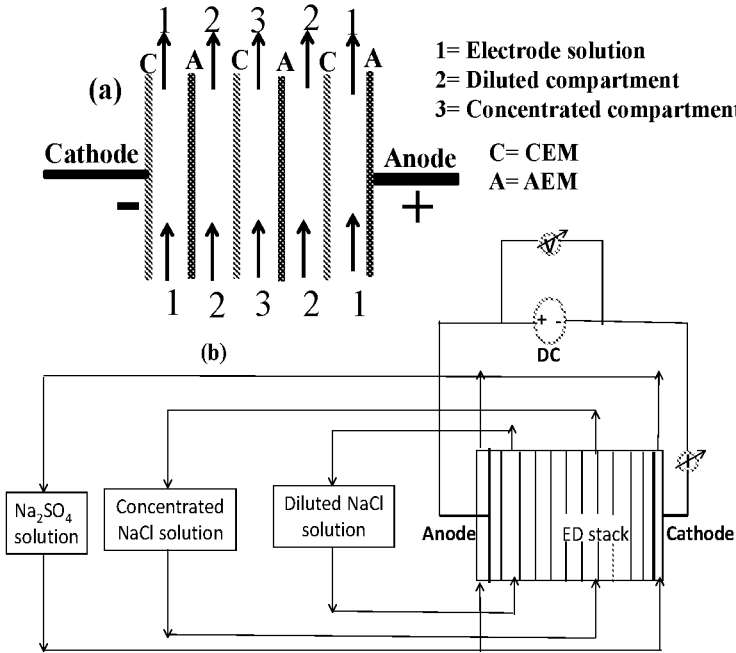 1 2 3 2 1
C A C A C A
(a)
1= Electrode solution
2= Diluted compartment
3= Concentrated compartment
Cathode
Anode
C= CEM
A= AEM
-
+
1 2 3 2 1
(b)
V
+ -
DC
I
Na₂SO₄
solution
Concentrated
NaCl solution
Diluted NaCl
solution
Anode
ED stack
Cathode